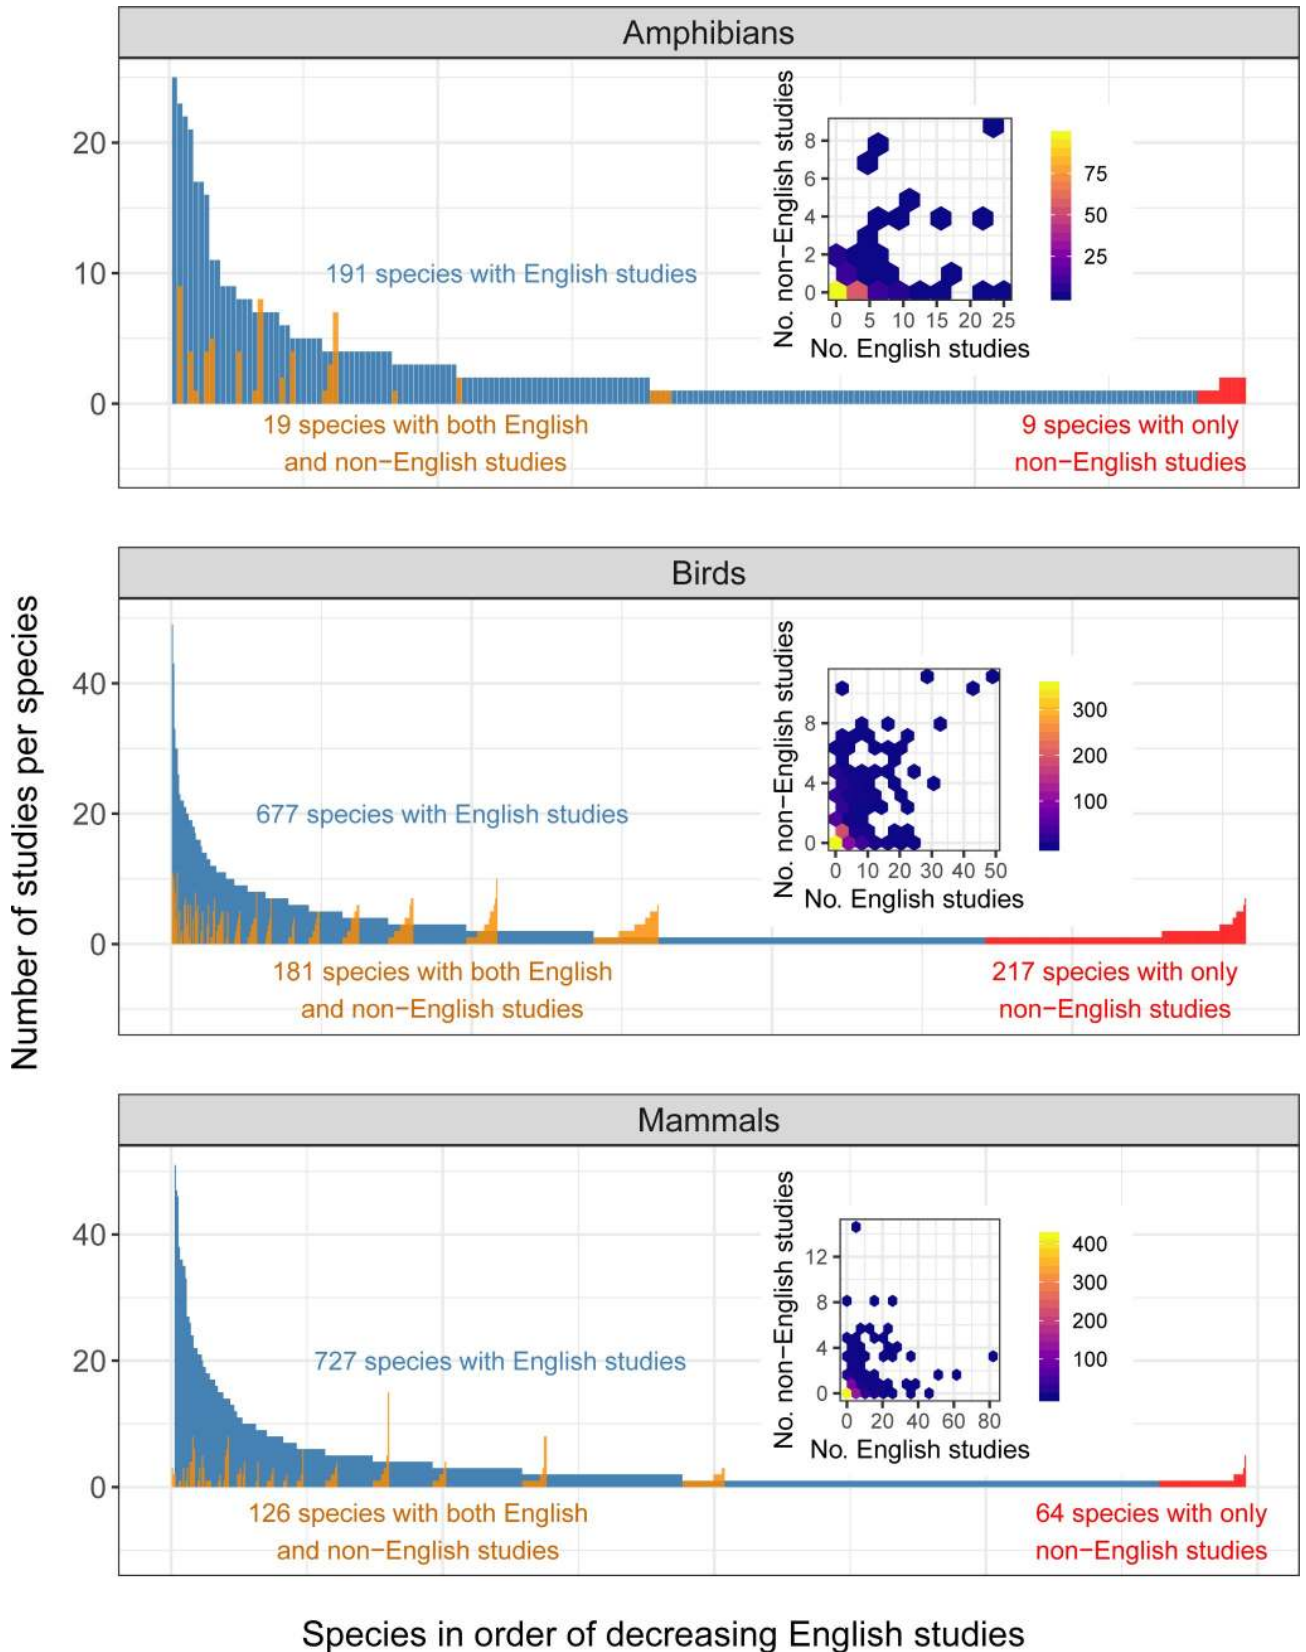 Amphibians
20
10
0
191 species with English studies
19 species with both English
and non−English studies
9 species with only
non−English studies
No. non−English studies
8
6
4
2
0
0 5 10 15 20 25
No. English studies
75
50
25
Number of studies per species
Birds
40
20
0
677 species with English studies
181 species with both English
and non−English studies
217 species with only
non−English studies
No. non−English studies
8
4
0
0 10 20 30 40 50
No. English studies
300
200
100
Mammals
40
20
0
727 species with English studies
126 species with both English
and non−English studies
64 species with only
non−English studies
No. non−English studies
12
8
4
0
0 20 40 60 80
No. English studies
400
300
200
100
Species in order of decreasing English studies